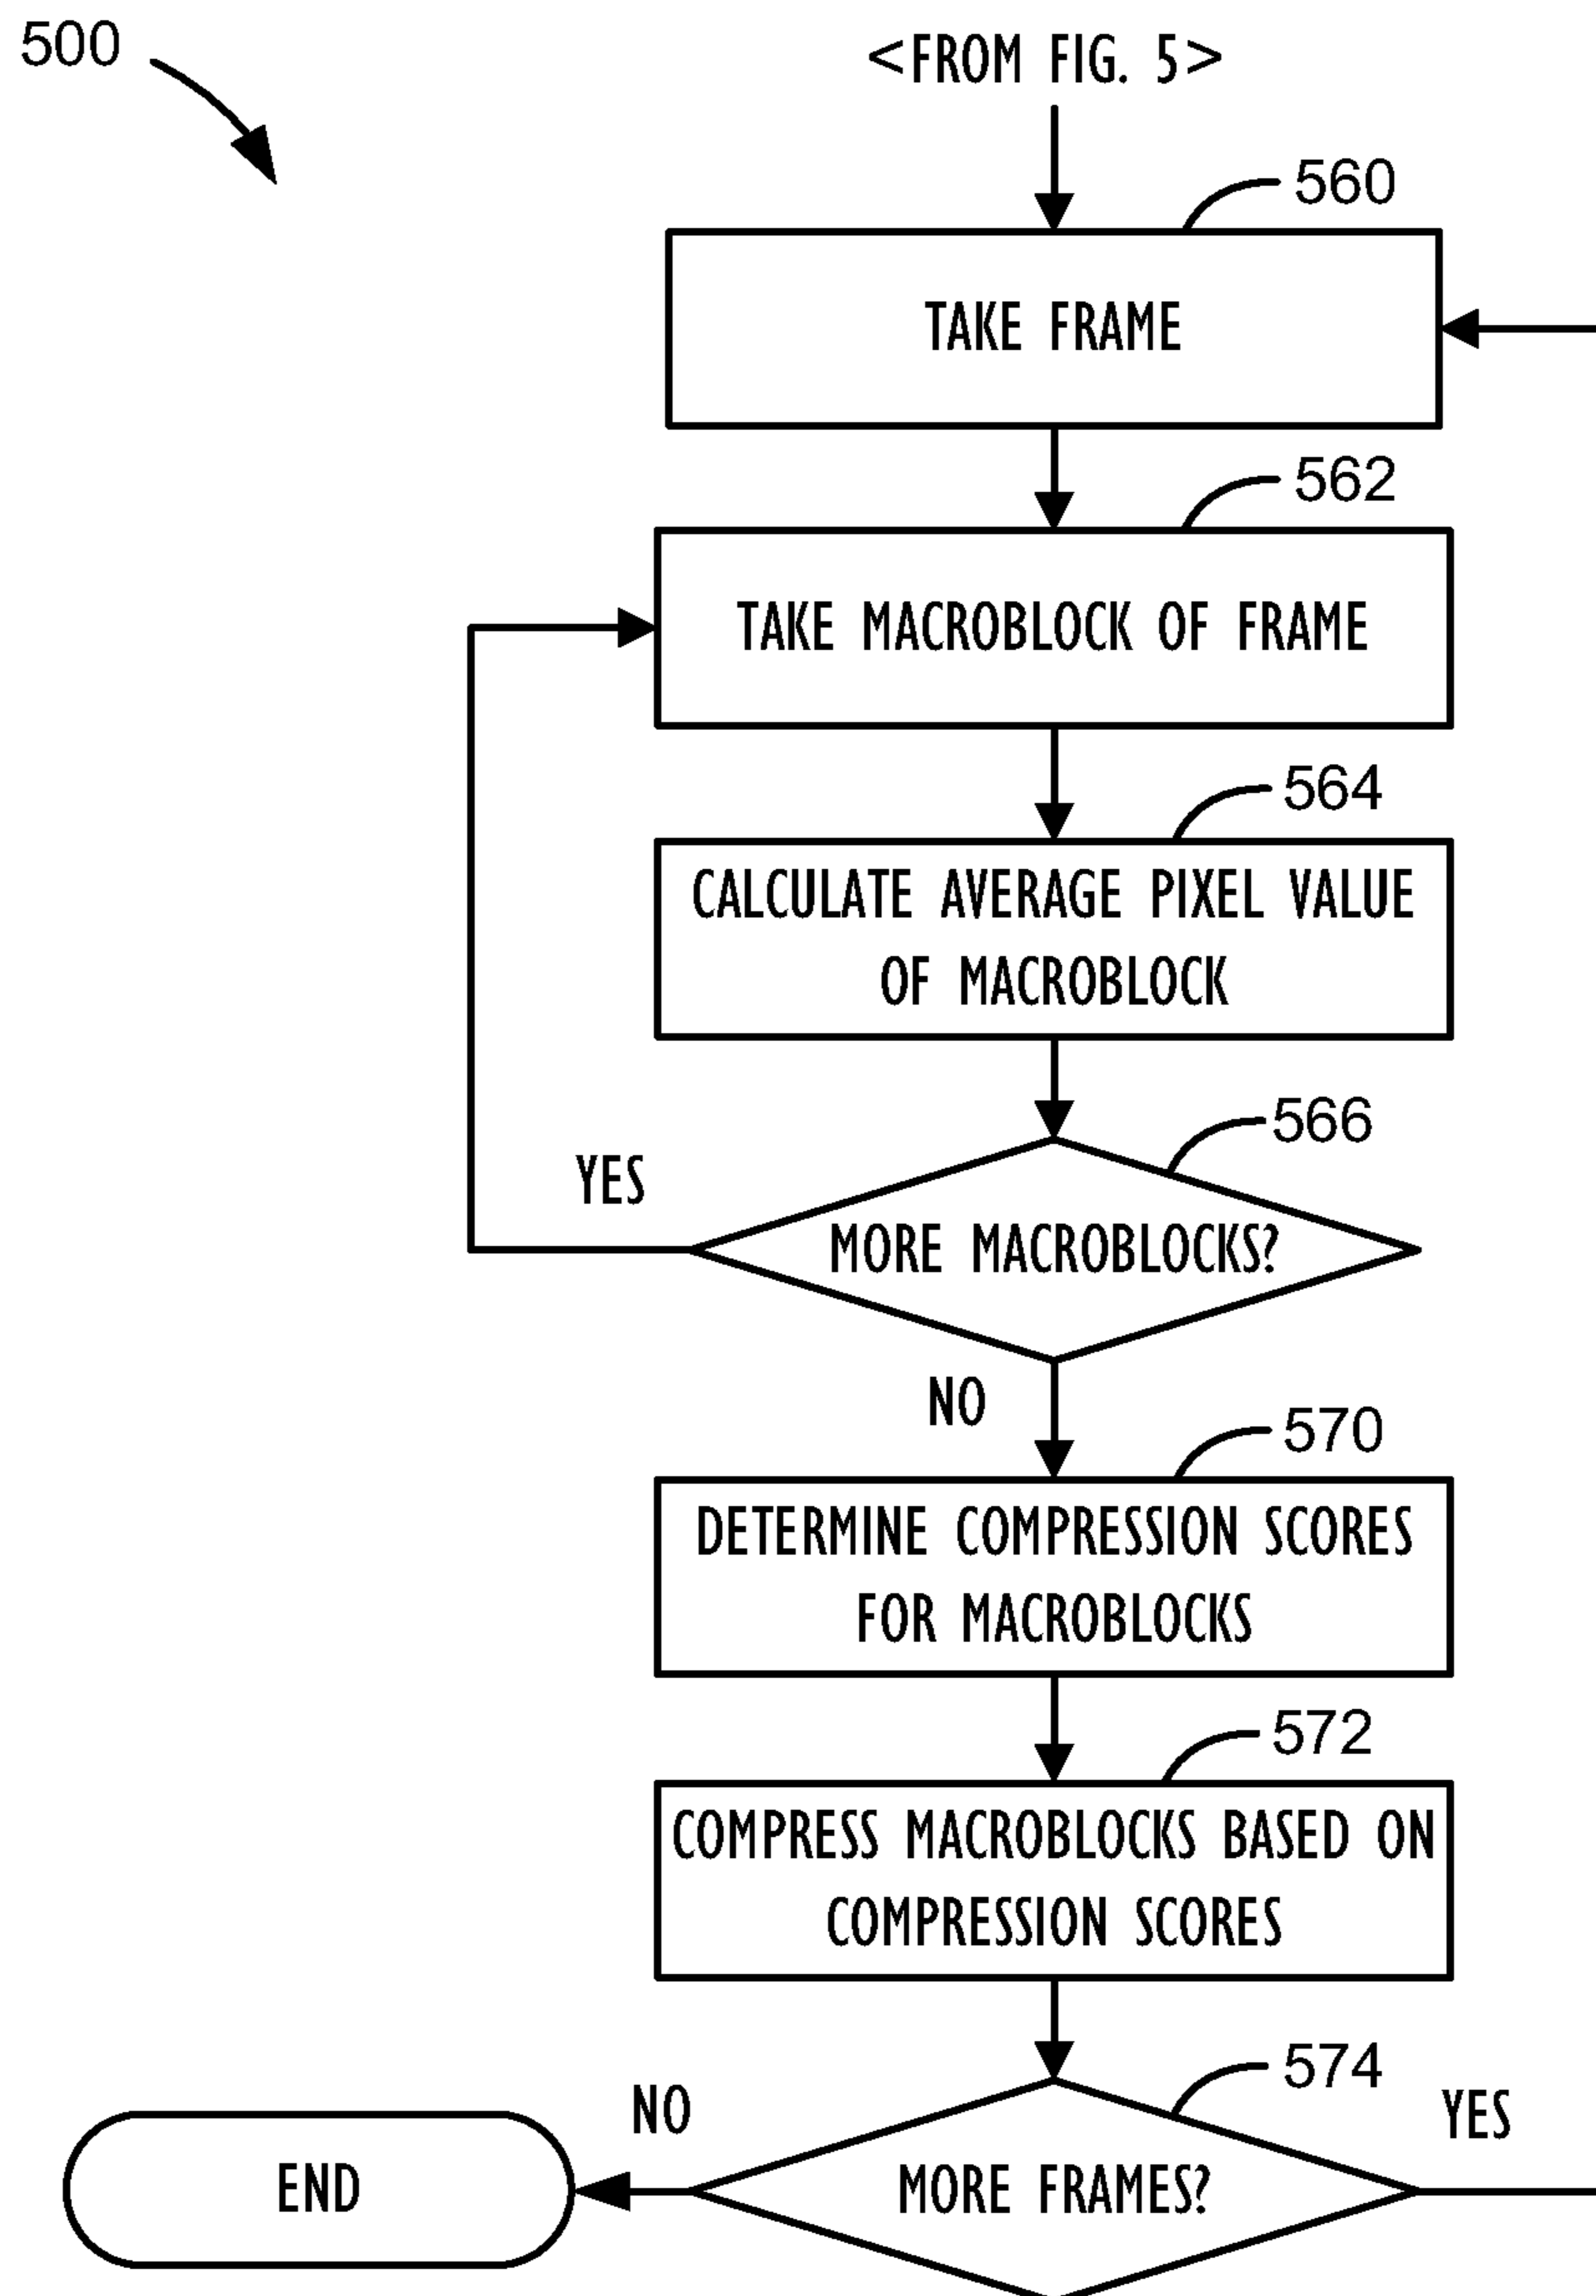 500
<FROM FIG. 5>
560
TAKE FRAME
562
TAKE MACROBLOCK OF FRAME
564
CALCULATE AVERAGE PIXEL VALUE
OF MACROBLOCK
566
YES
MORE MACROBLOCKS?
NO
570
DETERMINE COMPRESSION SCORES
FOR MACROBLOCKS
572
COMPRESS MACROBLOCKS BASED ON
COMPRESSION SCORES
574
NO
YES
END
MORE FRAMES?